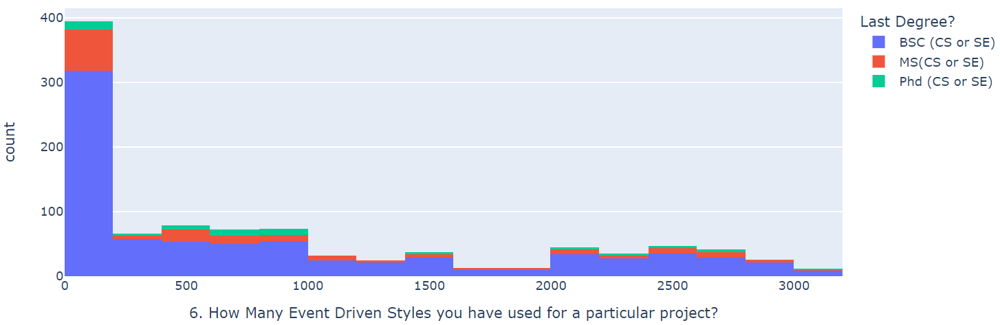 400
300
200
100
0
count
0 500 1000 1500 2000 2500 3000
6. How Many Event Driven Styles you have used for a particular project?
Last Degree?
BSC (CS or SE)
MS(CS or SE)
Phd (CS or SE)